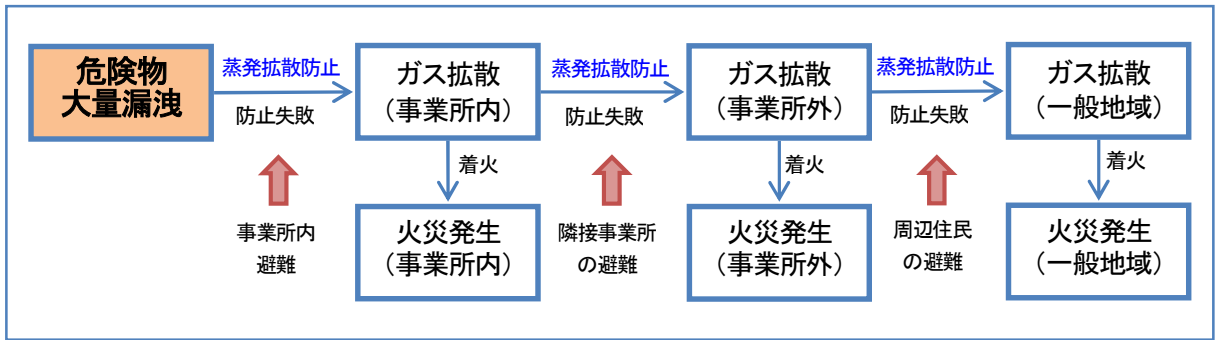 危険物
大量漏洩
蒸発拡散防止
防止失敗
事業所内
避難
ガス拡散
（事業所内）
着火
火災発生
（事業所内）
蒸発拡散防止
防止失敗
隣接事業所
の避難
ガス拡散
（事業所外）
着火
火災発生
（事業所外）
蒸発拡散防止
防止失敗
周辺住民
の避難
ガス拡散
（一般地域）
着火
火災発生
（一般地域）